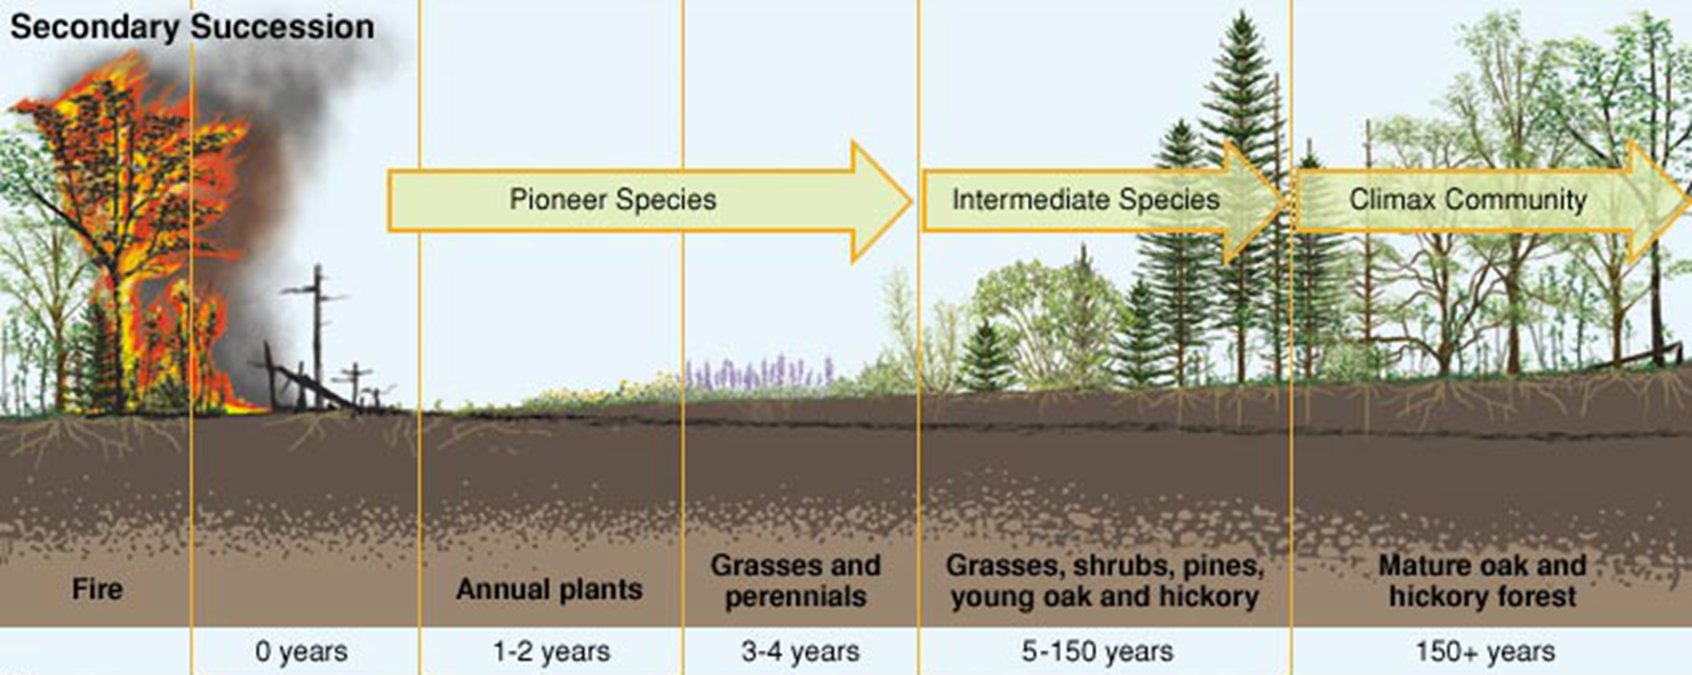 Secondary Succession
Pioneer Species
Intermediate Species
Climax Community
Fire
Annual plants
Grasses and
perennials
Grasses, shrubs, pines,
young oak and hickory
Mature oak and
hickory forest
0 years
1-2 years
3-4 years
5-150 years
150+ years